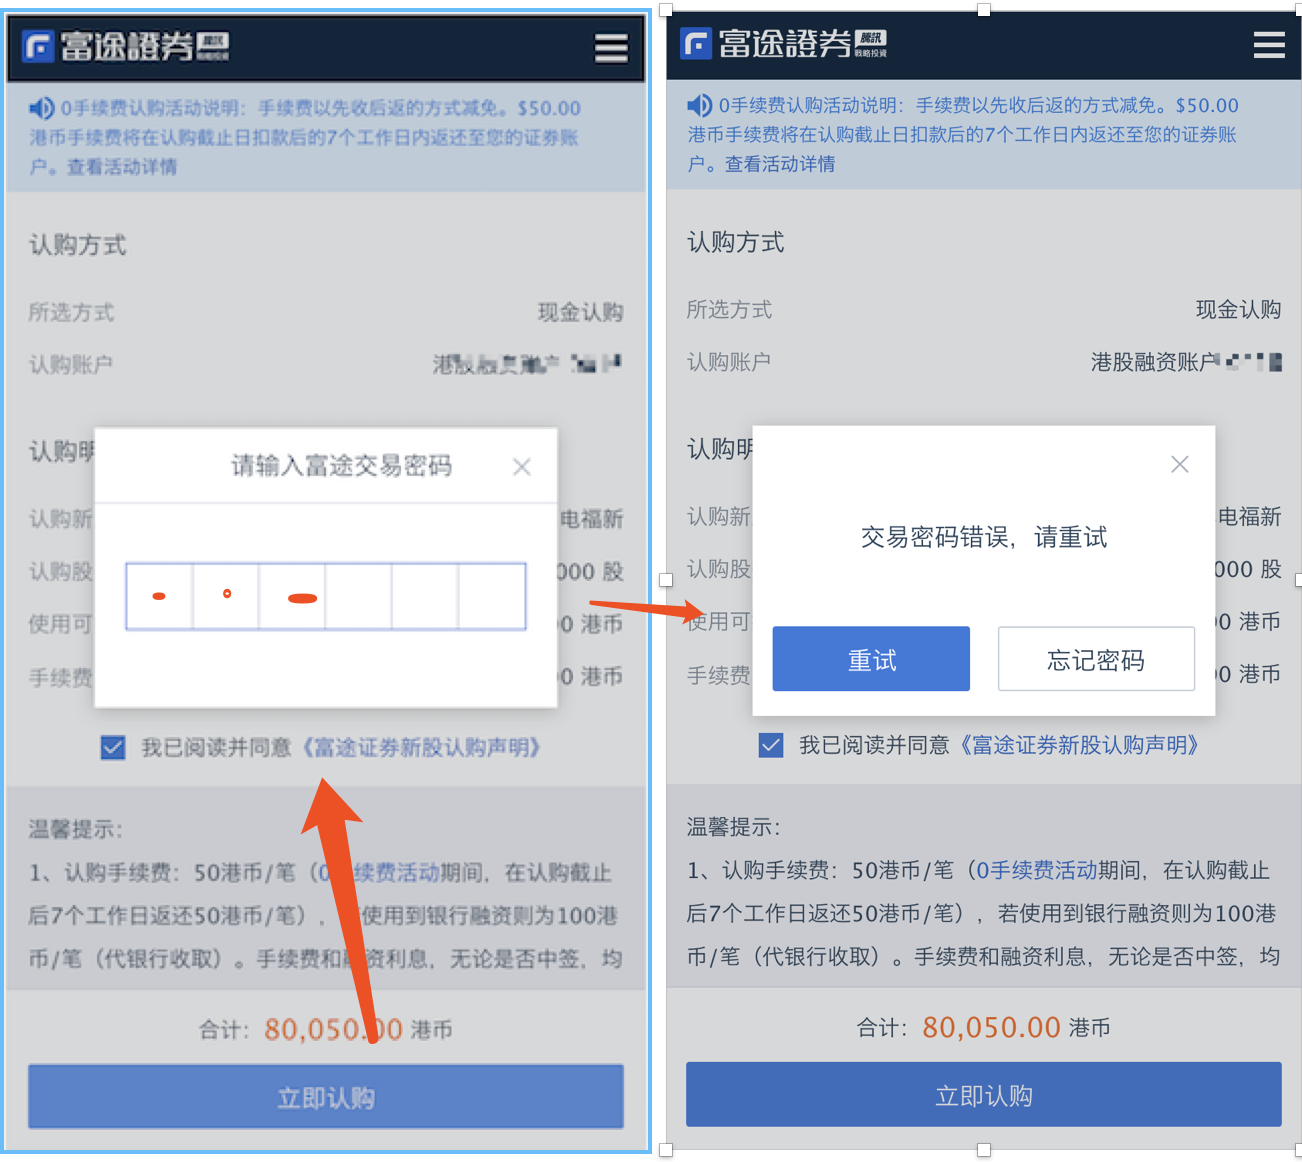 富途證券 騰訊
0手续费认购活动说明：手续费以先收后返的方式减免。$50.00
港币手续费将在认购截止日扣款后的7个工作日内返还至您的证券账
户。查看活动详情
认购方式
所选方式 现金认购
认购账户
认购明
请输入富途交易密码
认购新 电福新
认购股 000 股
使用可 0 港币
手续费 0 港币
我已阅读并同意《富途证券新股认购声明》
温馨提示：
1、认购手续费：50港币/笔（0 续费活动期间，在认购截止
后7个工作日返还50港币/笔），若使用到银行融资则为100港
币/笔（代银行收取）。手续费和融资利息，无论是否中签，均
合计：80,050.00 港币
立即认购
富途證券 騰訊 戰略投資
0手续费认购活动说明：手续费以先收后返的方式减免。$50.00
港币手续费将在认购截止日扣款后的7个工作日内返还至您的证券账
户。查看活动详情
认购方式
所选方式 现金认购
认购账户 港股融资账户
认购明
交易密码错误，请重试
认购新 电福新
认购股 000 股
使用可 00 港币
手续费 00 港币
重试 忘记密码
我已阅读并同意《富途证券新股认购声明》
温馨提示：
1、认购手续费：50港币/笔（0手续费活动期间，在认购截止
后7个工作日返还50港币/笔），若使用到银行融资则为100港
币/笔（代银行收取）。手续费和融资利息，无论是否中签，均
合计：80,050.00 港币
立即认购